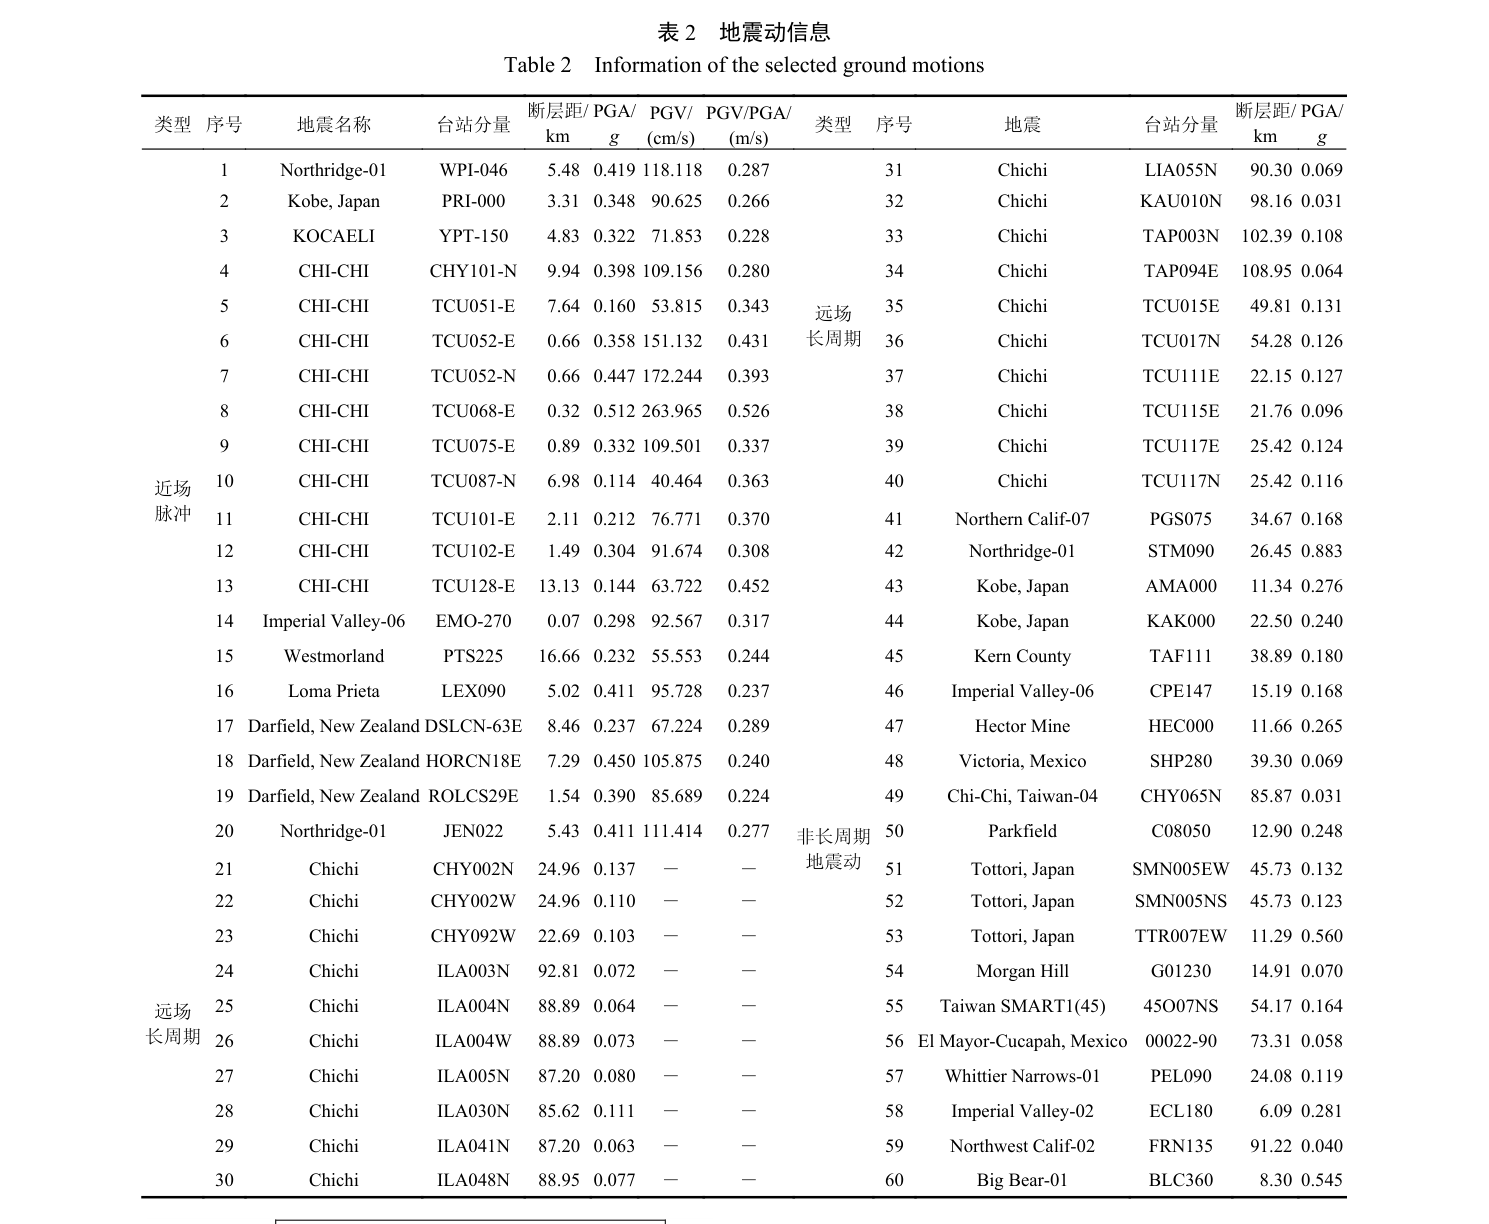 表 2 地震动信息
Table 2 Information of the selected ground motions
类型 序号 地震名称 台站分量 断层距/km PGA/g PGV/(cm/s) PGV/PGA/(m/s) 类型 序号 地震 台站分量 断层距/km PGA/g
1 Northridge-01 WPI-046 5.48 0.419 118.118 0.287 31 Chichi LIA055N 90.30 0.069
2 Kobe, Japan PRI-000 3.31 0.348 90.625 0.266 32 Chichi KAU010N 98.16 0.031
3 KOCAELI YPT-150 4.83 0.322 71.853 0.228 33 Chichi TAP003N 102.39 0.108
4 CHI-CHI CHY101-N 9.94 0.398 109.156 0.280 34 Chichi TAP094E 108.95 0.064
5 CHI-CHI TCU051-E 7.64 0.160 53.815 0.343 远场长周期 35 Chichi TCU015E 49.81 0.131
6 CHI-CHI TCU052-E 0.66 0.358 151.132 0.431 36 Chichi TCU017N 54.28 0.126
7 CHI-CHI TCU052-N 0.66 0.447 172.244 0.393 37 Chichi TCU111E 22.15 0.127
8 CHI-CHI TCU068-E 0.32 0.512 263.965 0.526 38 Chichi TCU115E 21.76 0.096
9 CHI-CHI TCU075-E 0.89 0.332 109.501 0.337 39 Chichi TCU117E 25.42 0.124
近场脉冲 10 CHI-CHI TCU087-N 6.98 0.114 40.464 0.363 40 Chichi TCU117N 25.42 0.116
11 CHI-CHI TCU101-E 2.11 0.212 76.771 0.370 41 Northern Calif-07 PGS075 34.67 0.168
12 CHI-CHI TCU102-E 1.49 0.304 91.674 0.308 42 Northridge-01 STM090 26.45 0.883
13 CHI-CHI TCU128-E 13.13 0.144 63.722 0.452 43 Kobe, Japan AMA000 11.34 0.276
14 Imperial Valley-06 EMO-270 0.07 0.298 92.567 0.317 44 Kobe, Japan KAK000 22.50 0.240
15 Westmorland PTS225 16.66 0.232 55.553 0.244 45 Kern County TAF111 38.89 0.180
16 Loma Prieta LEX090 5.02 0.411 95.728 0.237 46 Imperial Valley-06 CPE147 15.19 0.168
17 Darfield, New Zealand DSLCN-63E 8.46 0.237 67.224 0.289 47 Hector Mine HEC000 11.66 0.265
18 Darfield, New Zealand HORCN18E 7.29 0.450 105.875 0.240 48 Victoria, Mexico SHP280 39.30 0.069
19 Darfield, New Zealand ROLCS29E 1.54 0.390 85.689 0.224 49 Chi-Chi, Taiwan-04 CHY065N 85.87 0.031
20 Northridge-01 JEN022 5.43 0.411 111.414 0.277 非长周期地震动 50 Parkfield C08050 12.90 0.248
21 Chichi CHY002N 24.96 0.137 — — 51 Tottori, Japan SMN005EW 45.73 0.132
22 Chichi CHY002W 24.96 0.110 — — 52 Tottori, Japan SMN005NS 45.73 0.123
23 Chichi CHY092W 22.69 0.103 — — 53 Tottori, Japan TTR007EW 11.29 0.560
24 Chichi ILA003N 92.81 0.072 — — 54 Morgan Hill G01230 14.91 0.070
远场长周期 25 Chichi ILA004N 88.89 0.064 — — 55 Taiwan SMART1(45) 45O07NS 54.17 0.164
26 Chichi ILA004W 88.89 0.073 — — 56 El Mayor-Cucapah, Mexico 00022-90 73.31 0.058
27 Chichi ILA005N 87.20 0.080 — — 57 Whittier Narrows-01 PEL090 24.08 0.119
28 Chichi ILA030N 85.62 0.111 — — 58 Imperial Valley-02 ECL180 6.09 0.281
29 Chichi ILA041N 87.20 0.063 — — 59 Northwest Calif-02 FRN135 91.22 0.040
30 Chichi ILA048N 88.95 0.077 — — 60 Big Bear-01 BLC360 8.30 0.545